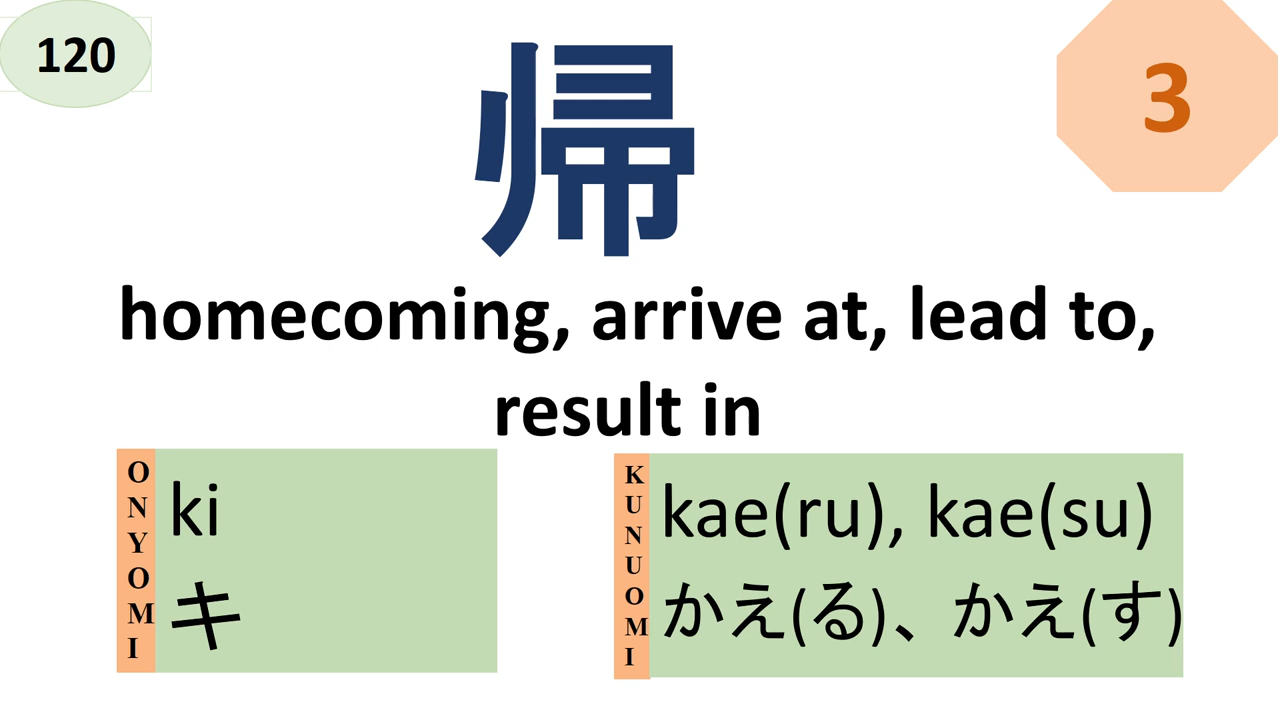 120
帰
3
homecoming, arrive at, lead to,
result in
ONYOMI
ki
キ
KUNUOMI
kae(ru), kae(su)
かえ(る)、かえ(す)